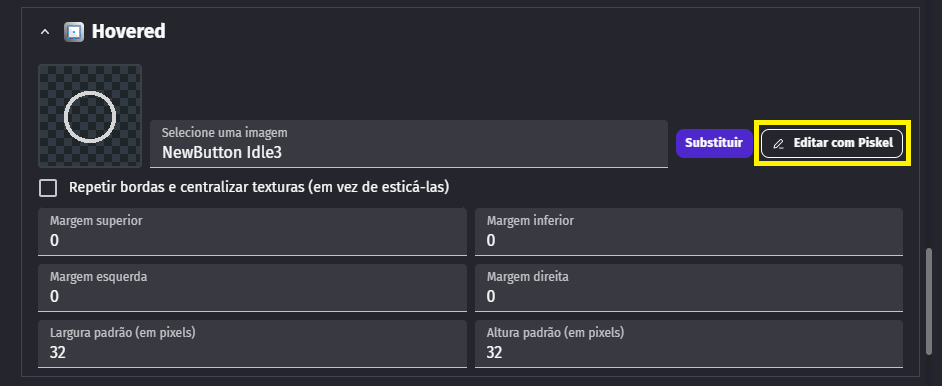 Hovered
Selecione uma imagem
NewButton Idle3
Substituir
Editar com Piskel
Repetir bordas e centralizar texturas (em vez de esticá-las)
Margem superior
0
Margem inferior
0
Margem esquerda
0
Margem direita
0
Largura padrão (em pixels)
32
Altura padrão (em pixels)
32